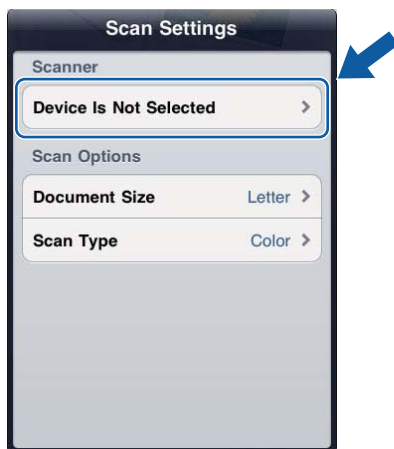 Scan Settings
Scanner
Device Is Not Selected
Scan Options
Document Size Letter
Scan Type Color